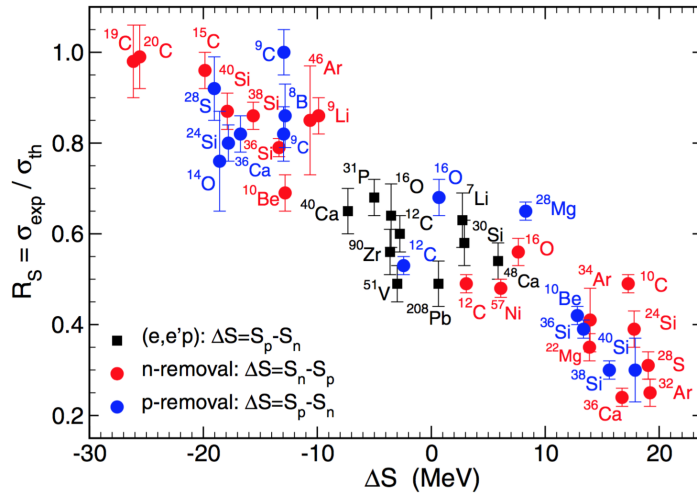 1.0
0.8
0.6
0.4
0.2
-30
-20
-10
0
10
20
ΔS (MeV)
R_S = σ_exp / σ_th
¹⁹C
²⁰C
¹⁵C
⁹C
⁴⁶Ar
⁴⁰Si
²⁸S
³⁸Si
⁸B
⁹Li
²⁴Si
³⁶Si
⁹C
³⁶Ca
¹⁴O
¹⁰Be
³¹P
¹⁶O
¹⁶O
⁷Li
²⁸Mg
⁴⁰Ca
¹²C
³⁰Si
⁹⁰Zr
¹²C
¹⁶O
⁵¹V
⁴⁸Ca
²⁰⁸Pb
¹²C
⁵⁷Ni
³⁴Ar
¹⁰C
¹⁰Be
²⁴Si
³⁶Si
⁴⁰Si
²²Mg
²⁸S
³⁸Si
³²Ar
³⁶Ca
(e,e'p): ΔS=S_p-S_n
n-removal: ΔS=S_n-S_p
p-removal: ΔS=S_p-S_n